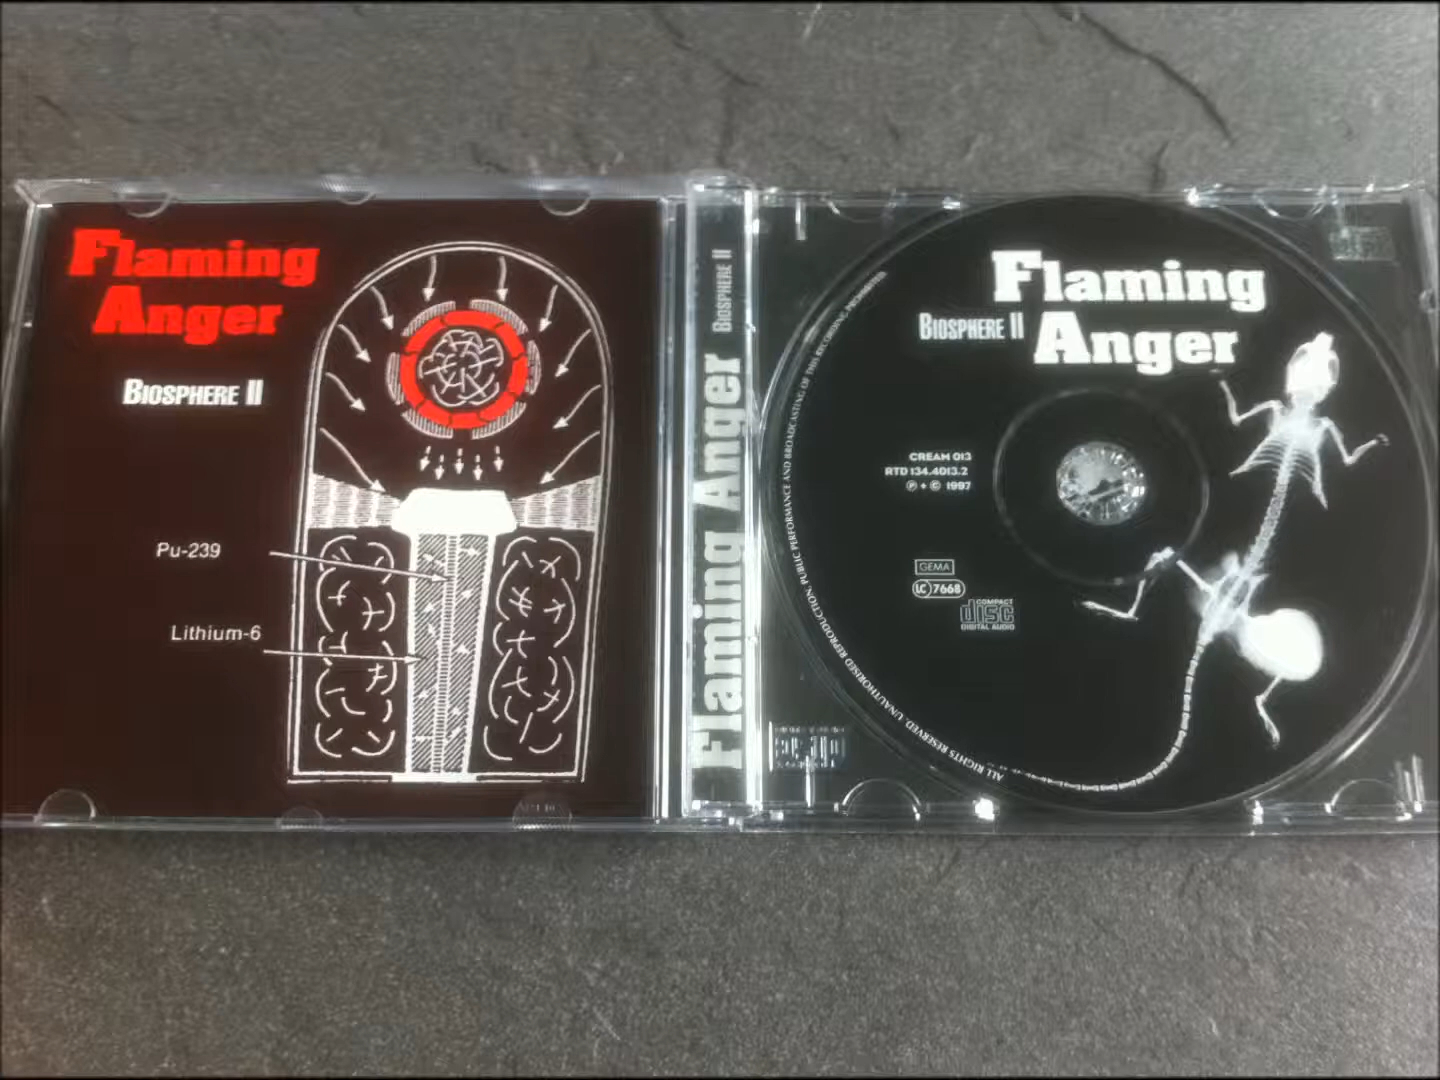 Flaming
Anger
BIOSPHERE II
Pu-239
Lithium-6
Flaming Anger BIOSPHERE II
Flaming
BIOSPHERE II Anger
CREAM 013
RTD 134.4013.2
℗ + © 1997
GEMA
LC 7668
COMPACT
disc
DIGITAL AUDIO
ALL RIGHTS RESERVED. UNAUTHORISED REPRODUCTION, PUBLIC PERFORMANCE AND BROADCASTING OF THIS RECORDING PROHIBITED